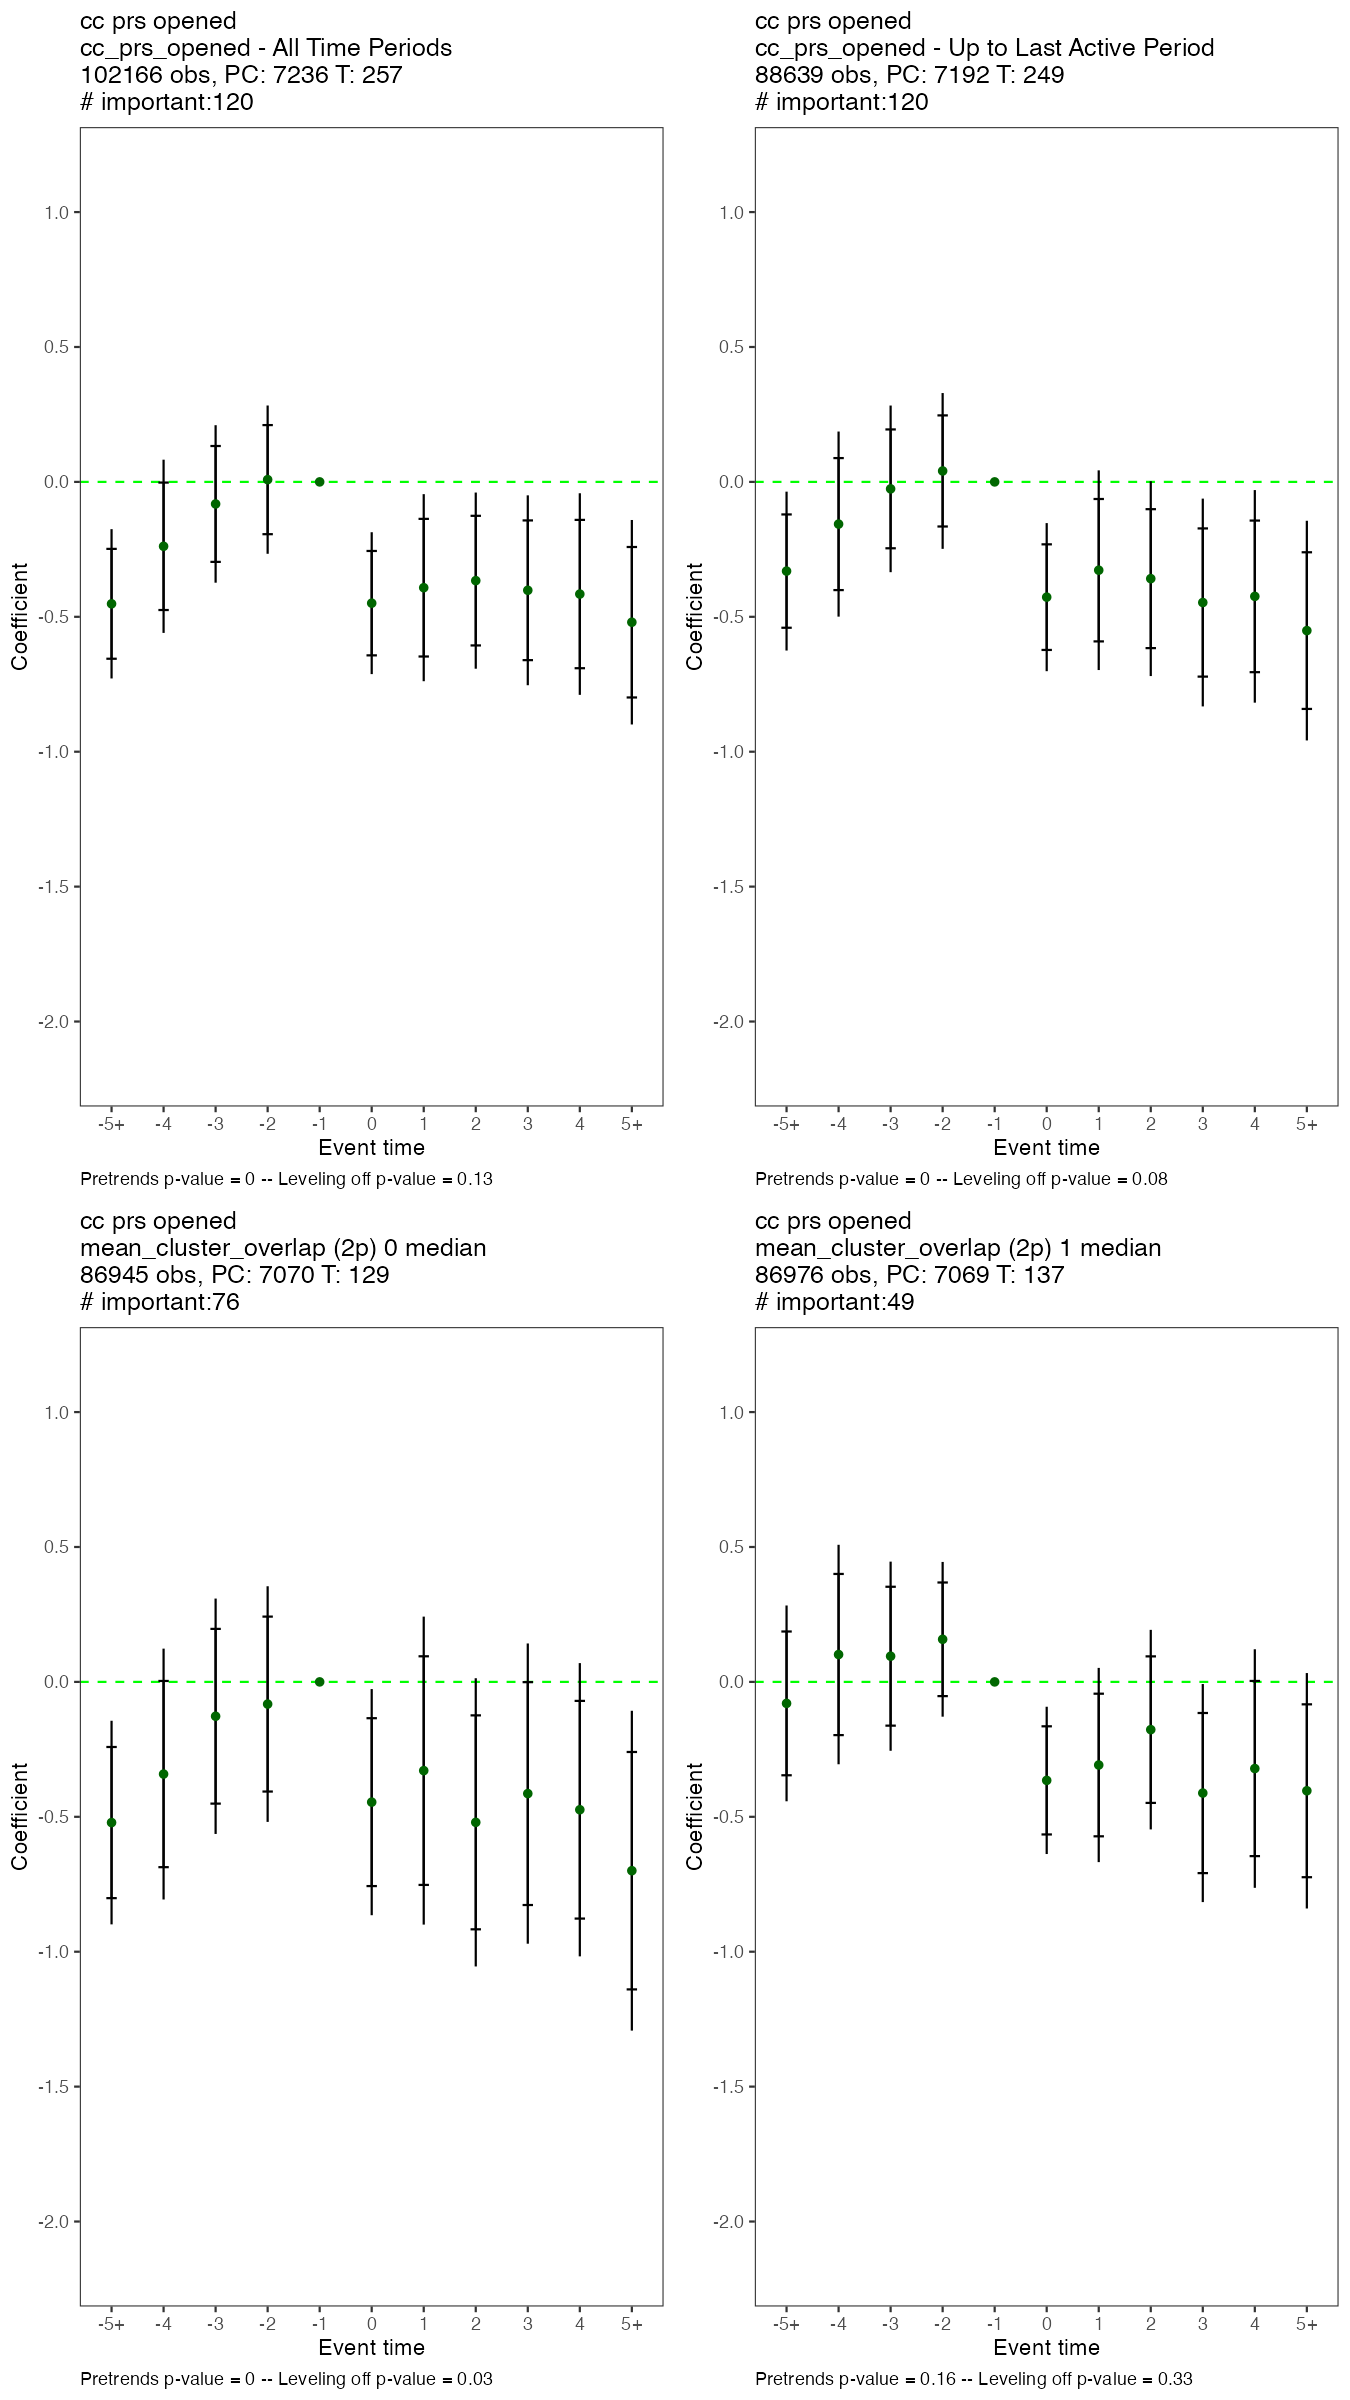 cc prs opened
cc_prs_opened - All Time Periods
102166 obs, PC: 7236 T: 257
# important:120
1.0
0.5
0.0
-0.5
-1.0
-1.5
-2.0
Coefficient
-5+ -4 -3 -2 -1 0 1 2 3 4 5+
Event time
Pretrends p-value = 0 -- Leveling off p-value = 0.13
cc prs opened
cc_prs_opened - Up to Last Active Period
88639 obs, PC: 7192 T: 249
# important:120
1.0
0.5
0.0
-0.5
-1.0
-1.5
-2.0
Coefficient
-5+ -4 -3 -2 -1 0 1 2 3 4 5+
Event time
Pretrends p-value = 0 -- Leveling off p-value = 0.08
cc prs opened
mean_cluster_overlap (2p) 0 median
86945 obs, PC: 7070 T: 129
# important:76
1.0
0.5
0.0
-0.5
-1.0
-1.5
-2.0
Coefficient
-5+ -4 -3 -2 -1 0 1 2 3 4 5+
Event time
Pretrends p-value = 0 -- Leveling off p-value = 0.03
cc prs opened
mean_cluster_overlap (2p) 1 median
86976 obs, PC: 7069 T: 137
# important:49
1.0
0.5
0.0
-0.5
-1.0
-1.5
-2.0
Coefficient
-5+ -4 -3 -2 -1 0 1 2 3 4 5+
Event time
Pretrends p-value = 0.16 -- Leveling off p-value = 0.33